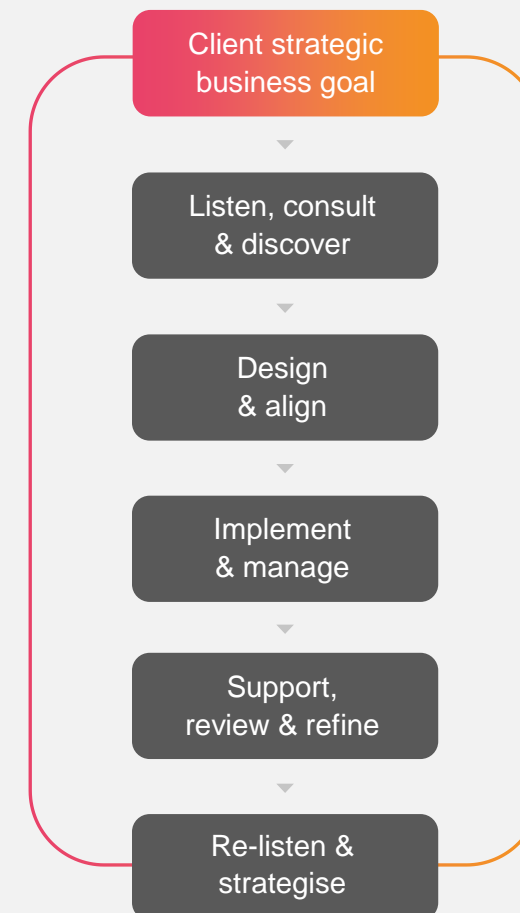 Client strategic
business goal
Listen, consult
& discover
Design
& align
Implement
& manage
Support,
review & refine
Re-listen &
strategise